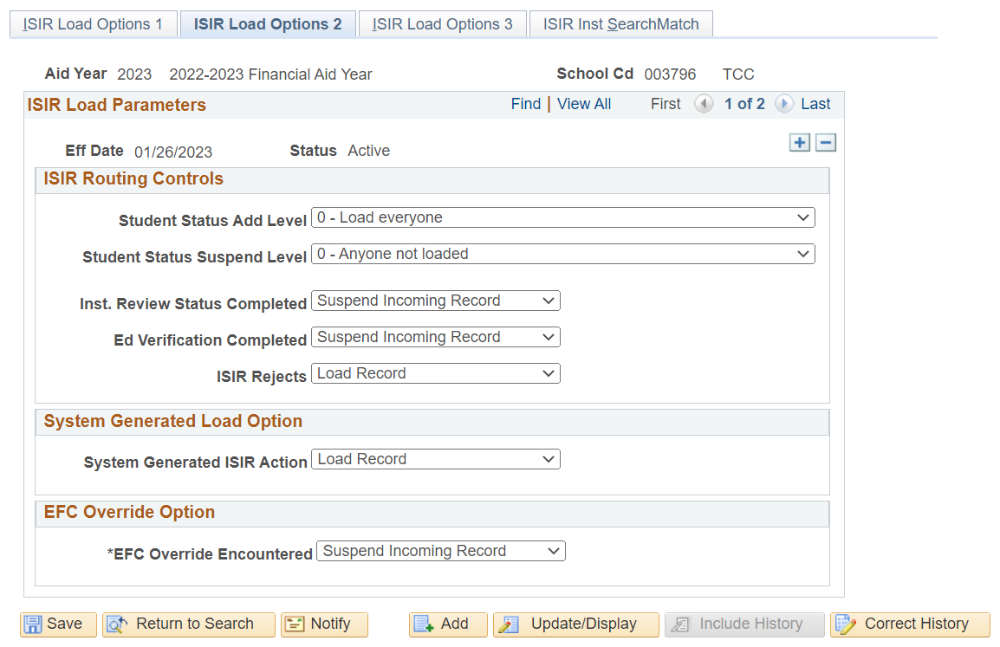 ISIR Load Options 1 ISIR Load Options 2 ISIR Load Options 3 ISIR Inst SearchMatch
Aid Year 2023 2022-2023 Financial Aid Year School Cd 003796 TCC
ISIR Load Parameters Find | View All First 1 of 2 Last
Eff Date 01/26/2023 Status Active
ISIR Routing Controls
Student Status Add Level 0 - Load everyone
Student Status Suspend Level 0 - Anyone not loaded
Inst. Review Status Completed Suspend Incoming Record
Ed Verification Completed Suspend Incoming Record
ISIR Rejects Load Record
System Generated Load Option
System Generated ISIR Action Load Record
EFC Override Option
*EFC Override Encountered Suspend Incoming Record
Save Return to Search Notify Add Update/Display Include History Correct History